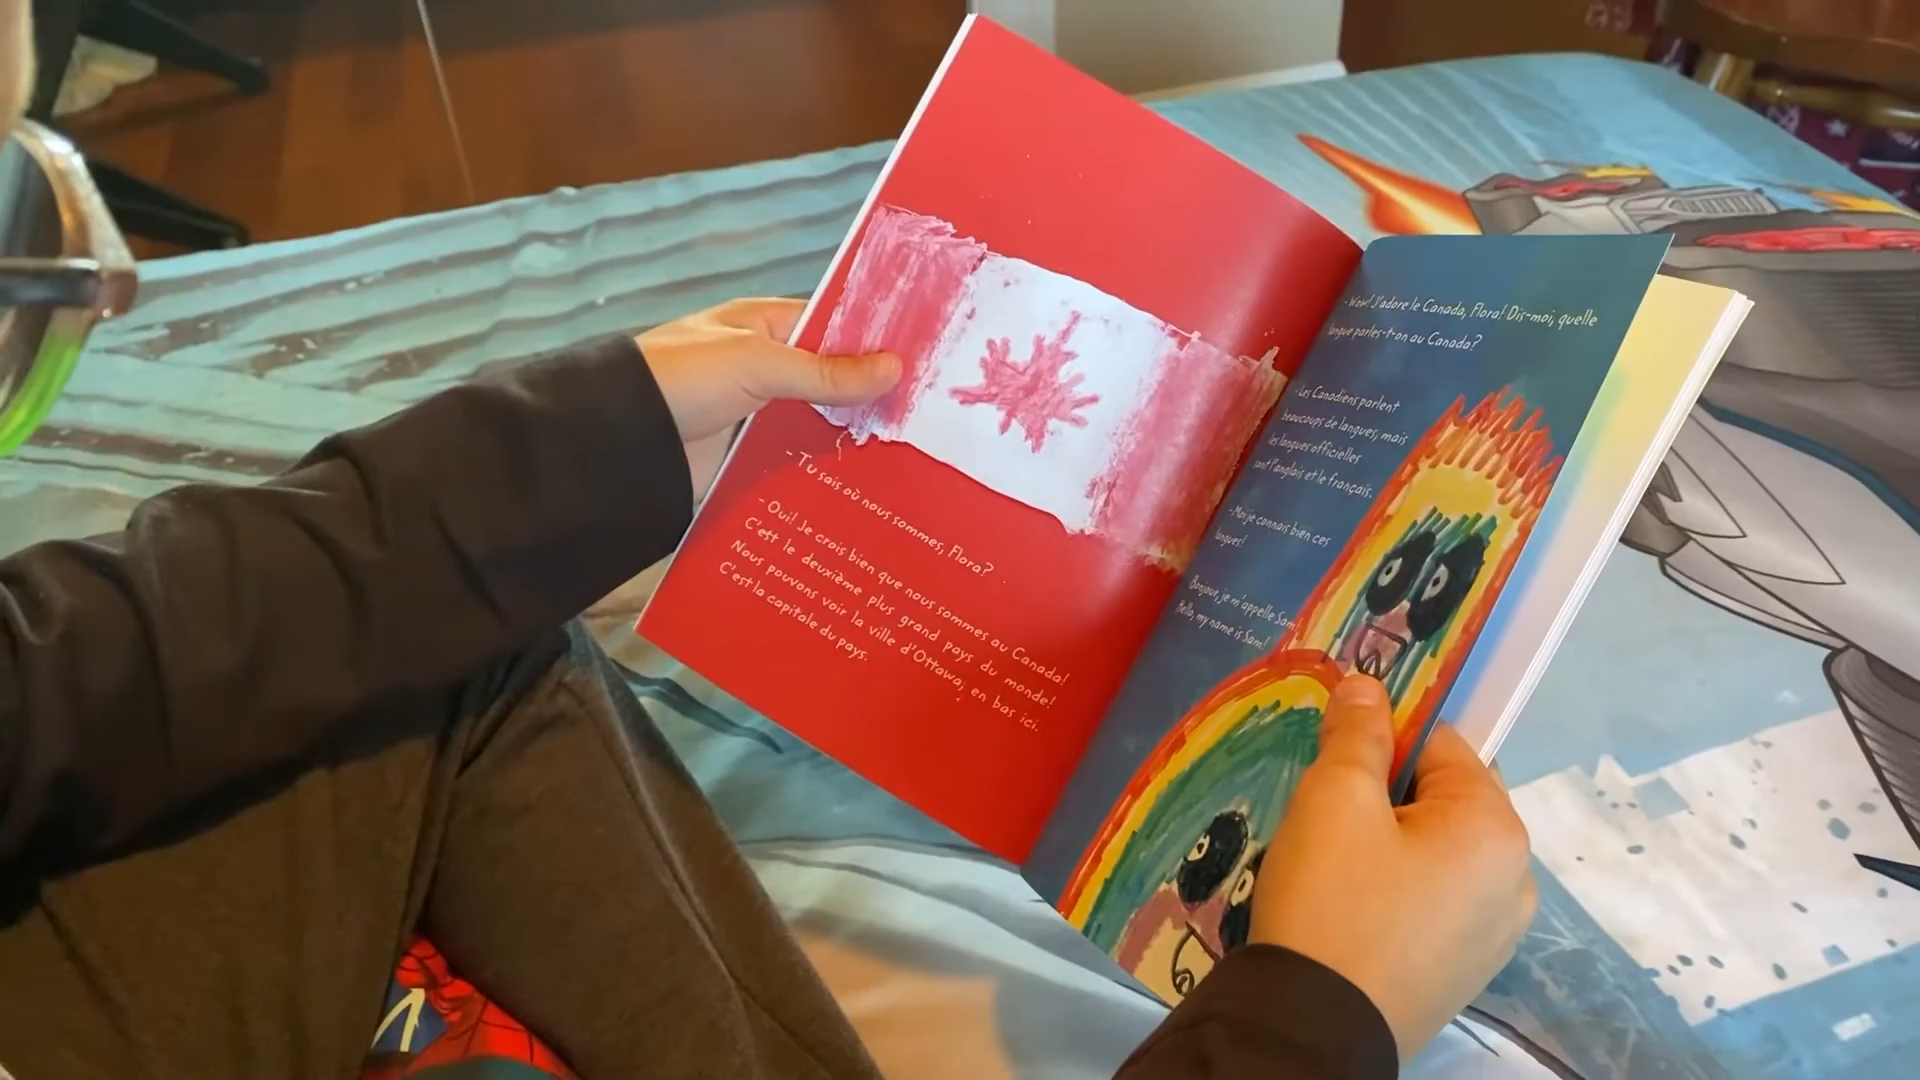 - Tu sais où nous sommes, Flora?
- Oui! Je crois bien que nous sommes au Canada!
C'est le deuxième plus grand pays du monde!
Nous pouvons voir la ville d'Ottawa, en bas ici.
C'est la capitale du pays.
- Wow! J'adore le Canada, Flora! Dis-moi, quelle
langue parles-t-on au Canada?
- Les Canadiens parlent
beaucoups de langues, mais
les langues officielles
sont l'anglais et le français.
- Moi je connais bien ces
langues!
Bonjour, je m'appelle Sam
Hello, my name is Sam!